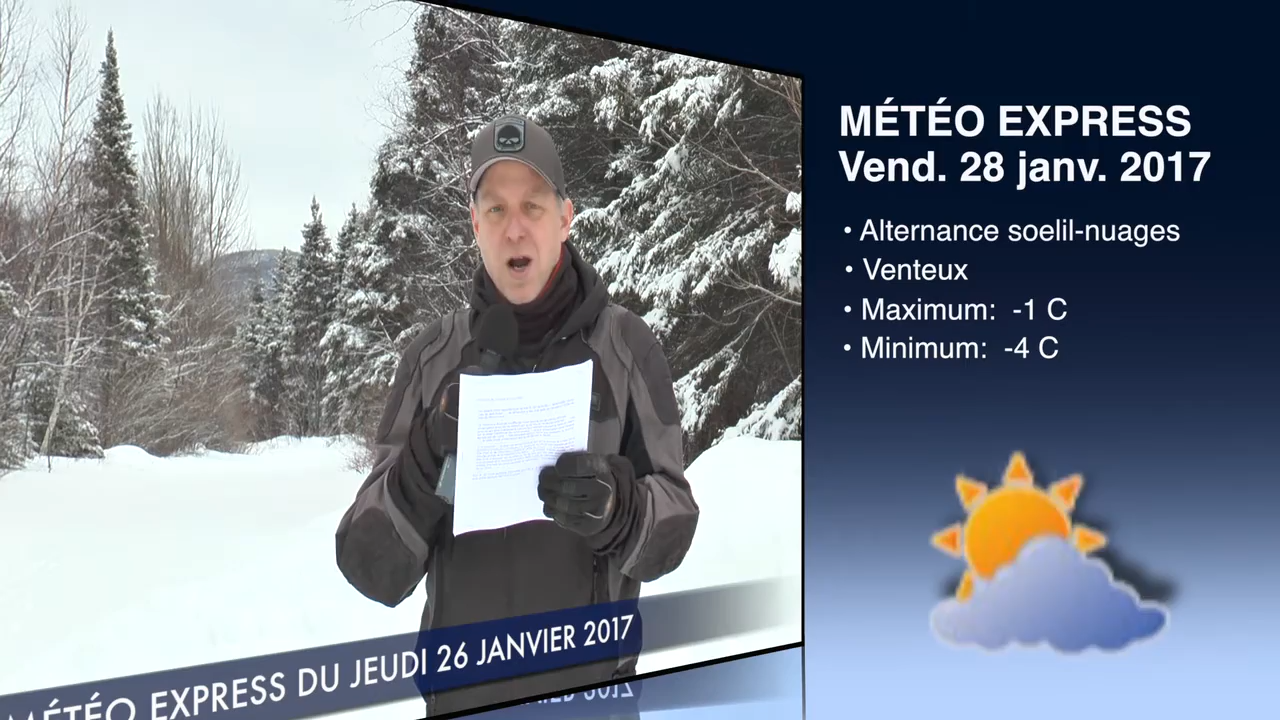 MÉTÉO EXPRESS
Vend. 28 janv. 2017
• Alternance soelil-nuages
• Venteux
• Maximum: -1 C
• Minimum: -4 C
MÉTÉO EXPRESS DU JEUDI 26 JANVIER 2017